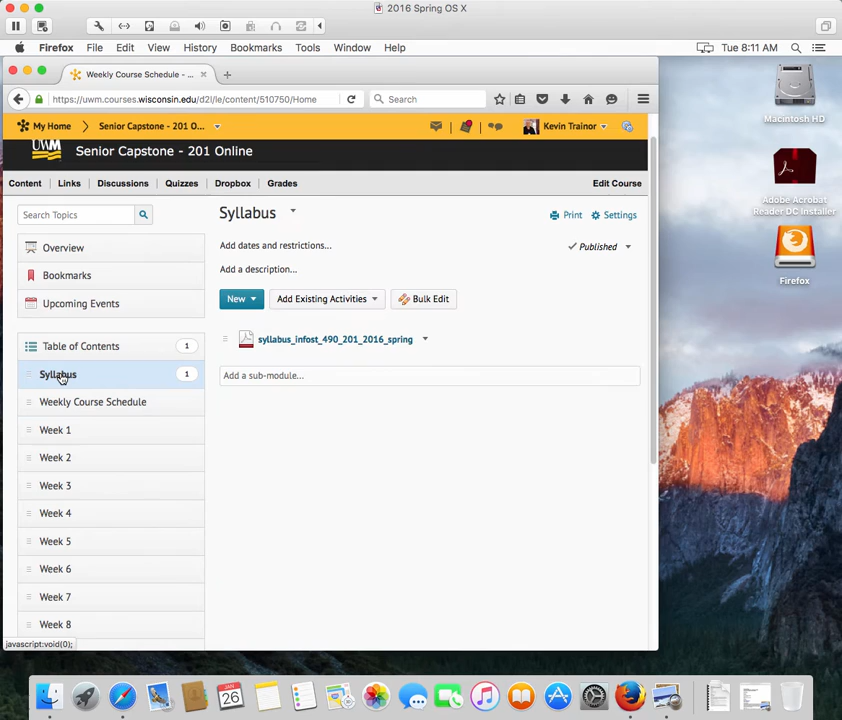 2016 Spring OS X
Firefox File Edit View History Bookmarks Tools Window Help Tue 8:11 AM
Weekly Course Schedule - ...
https://uwm.courses.wisconsin.edu/d2l/le/content/510750/Home
Search
My Home Senior Capstone - 201 O... Kevin Trainor
UWM Senior Capstone - 201 Online
Content Links Discussions Quizzes Dropbox Grades Edit Course
Search Topics
Syllabus
Print Settings
Overview
Add dates and restrictions...
Published
Add a description...
Bookmarks
Upcoming Events
New Add Existing Activities Bulk Edit
Table of Contents 1
syllabus_infost_490_201_2016_spring
Syllabus 1
Add a sub-module...
Weekly Course Schedule
Week 1
Week 2
Week 3
Week 4
Week 5
Week 6
Week 7
Week 8
javascript:void(0);
Macintosh HD
Adobe Acrobat
Reader DC Installer
Firefox
JAN
26